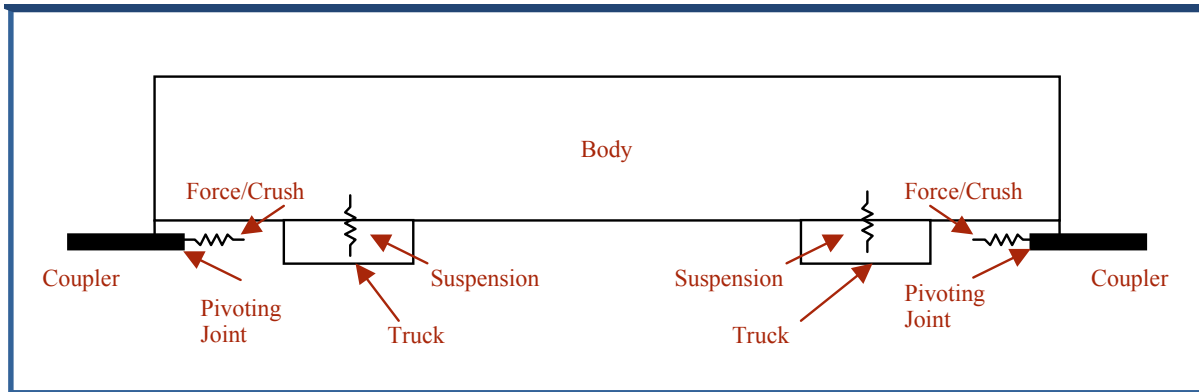 Body
Force/Crush
Force/Crush
Coupler
Suspension
Suspension
Coupler
Pivoting
Joint
Truck
Truck
Pivoting
Joint